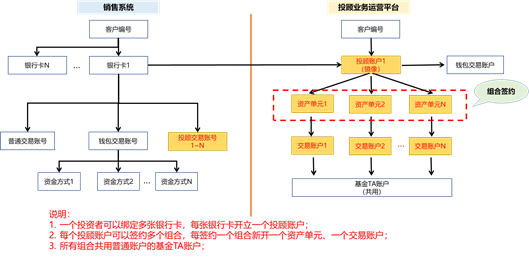 销售系统
投顾业务运营平台
客户编号
客户编号
银行卡N
...
银行卡1
投顾账户1
（镜像）
钱包交易账户
组合签约
资产单元1
资产单元2
资产单元N
普通交易账号
钱包交易账号
投顾交易账号
1~N
交易账户1
交易账户2
...
交易账户N
资金方式1
资金方式2
...
资金方式N
基金TA账户
（共用）
说明：
1. 一个投资者可以绑定多张银行卡，每张银行卡开立一个投顾账户；
2. 每个投顾账户可以签约多个组合，每签约一个组合新开一个资产单元、一个交易账户；
3. 所有组合共用普通账户的基金TA账户；